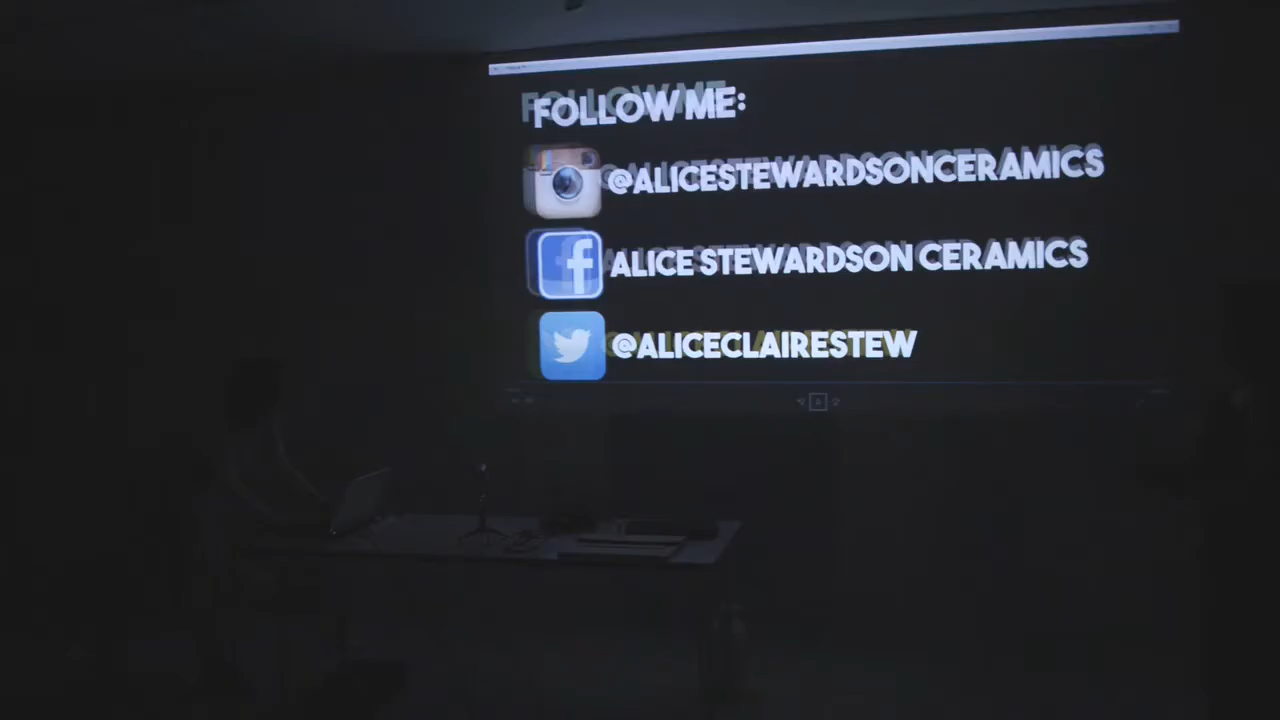 FOLLOW ME:
@ALICESTEWARDSONCERAMICS
ALICE STEWARDSON CERAMICS
@ALICECLAIRESTEW